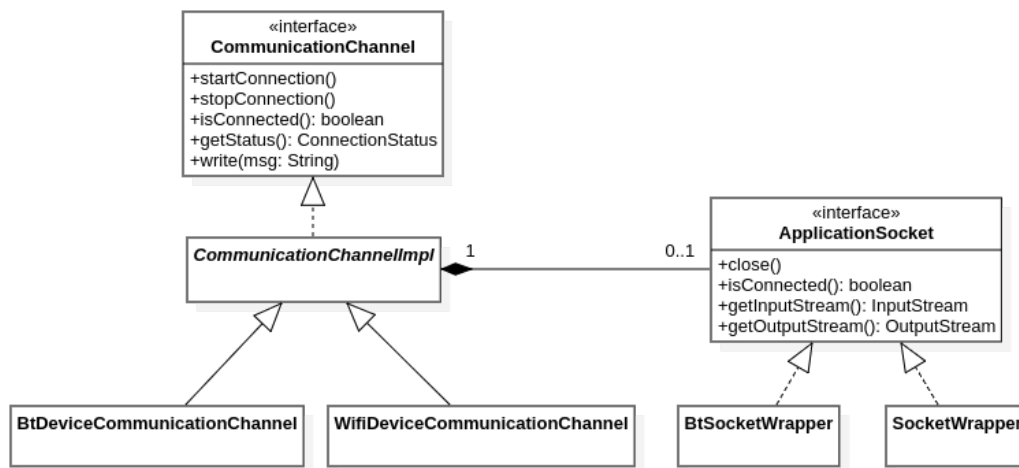 «interface»
CommunicationChannel
+startConnection()
+stopConnection()
+isConnected(): boolean
+getStatus(): ConnectionStatus
+write(msg: String)
«interface»
ApplicationSocket
+close()
+isConnected(): boolean
+getInputStream(): InputStream
+getOutputStream(): OutputStream
CommunicationChannelImpl
1
0..1
BtDeviceCommunicationChannel
WifiDeviceCommunicationChannel
BtSocketWrapper
SocketWrapper